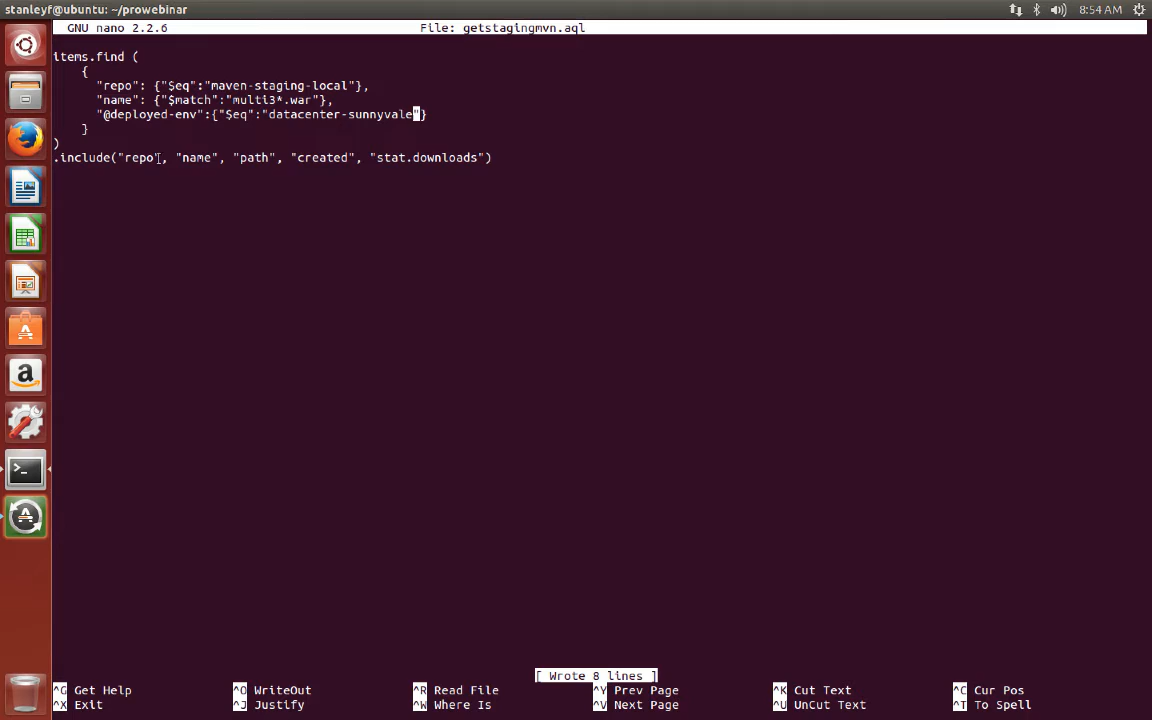 stanleyf@ubuntu: ~/prowebinar
8:54 AM
GNU nano 2.2.6 File: getstagingmvn.aql
items.find (
{
"repo": {"$eq":"maven-staging-local"},
"name": {"$match":"multi3*.war"},
"@deployed-env":{"$eq":"datacenter-sunnyvale"}
}
)
.include("repo", "name", "path", "created", "stat.downloads")
[ Wrote 8 lines ]
^G Get Help ^O WriteOut ^R Read File ^Y Prev Page ^K Cut Text ^C Cur Pos
^X Exit ^J Justify ^W Where Is ^V Next Page ^U UnCut Text ^T To Spell